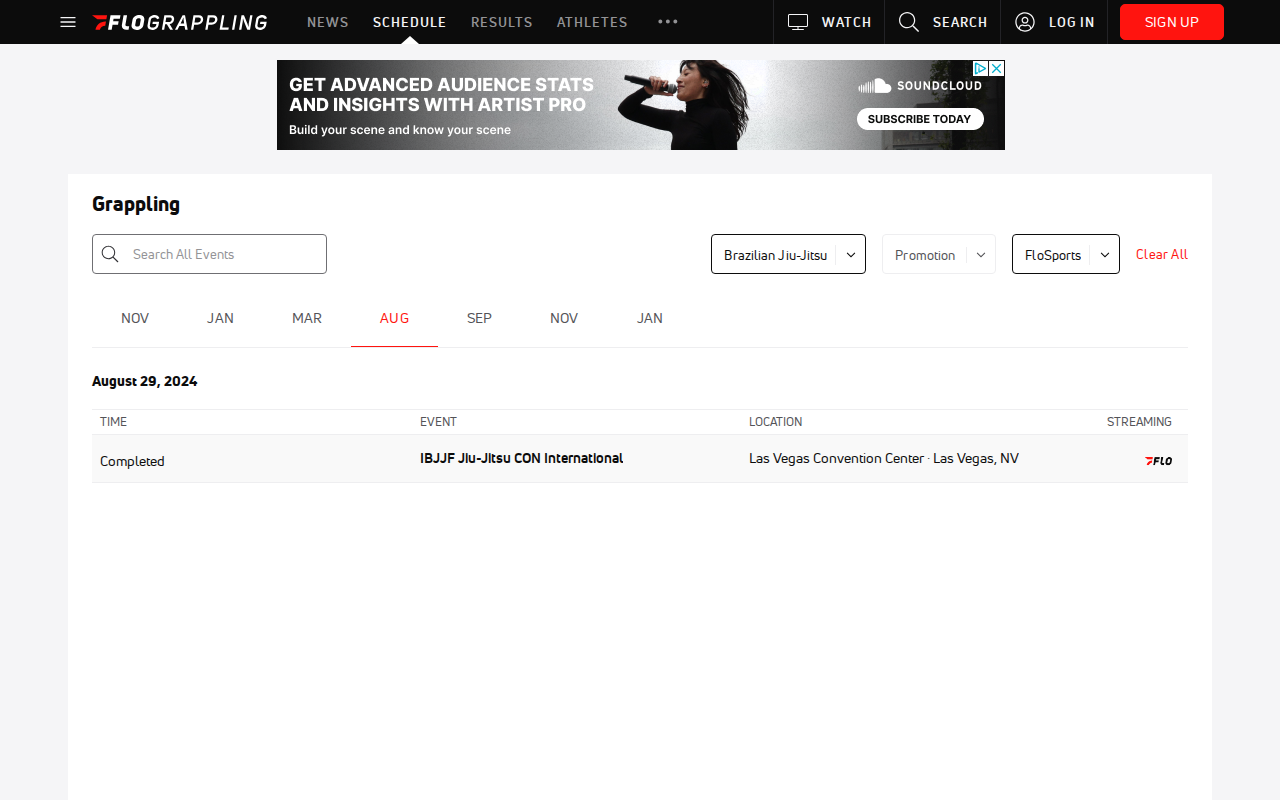 FLOGRAPPLING NEWS SCHEDULE RESULTS ATHLETES WATCH SEARCH LOG IN SIGN UP
GET ADVANCED AUDIENCE STATS
AND INSIGHTS WITH ARTIST PRO
Build your scene and know your scene
SOUNDCLOUD
SUBSCRIBE TODAY
Grappling
Search All Events Brazilian Jiu-Jitsu Promotion FloSports Clear All
NOV JAN MAR AUG SEP NOV JAN
August 29, 2024
TIME EVENT LOCATION STREAMING
Completed IBJJF Jiu-Jitsu CON International Las Vegas Convention Center · Las Vegas, NV FLO